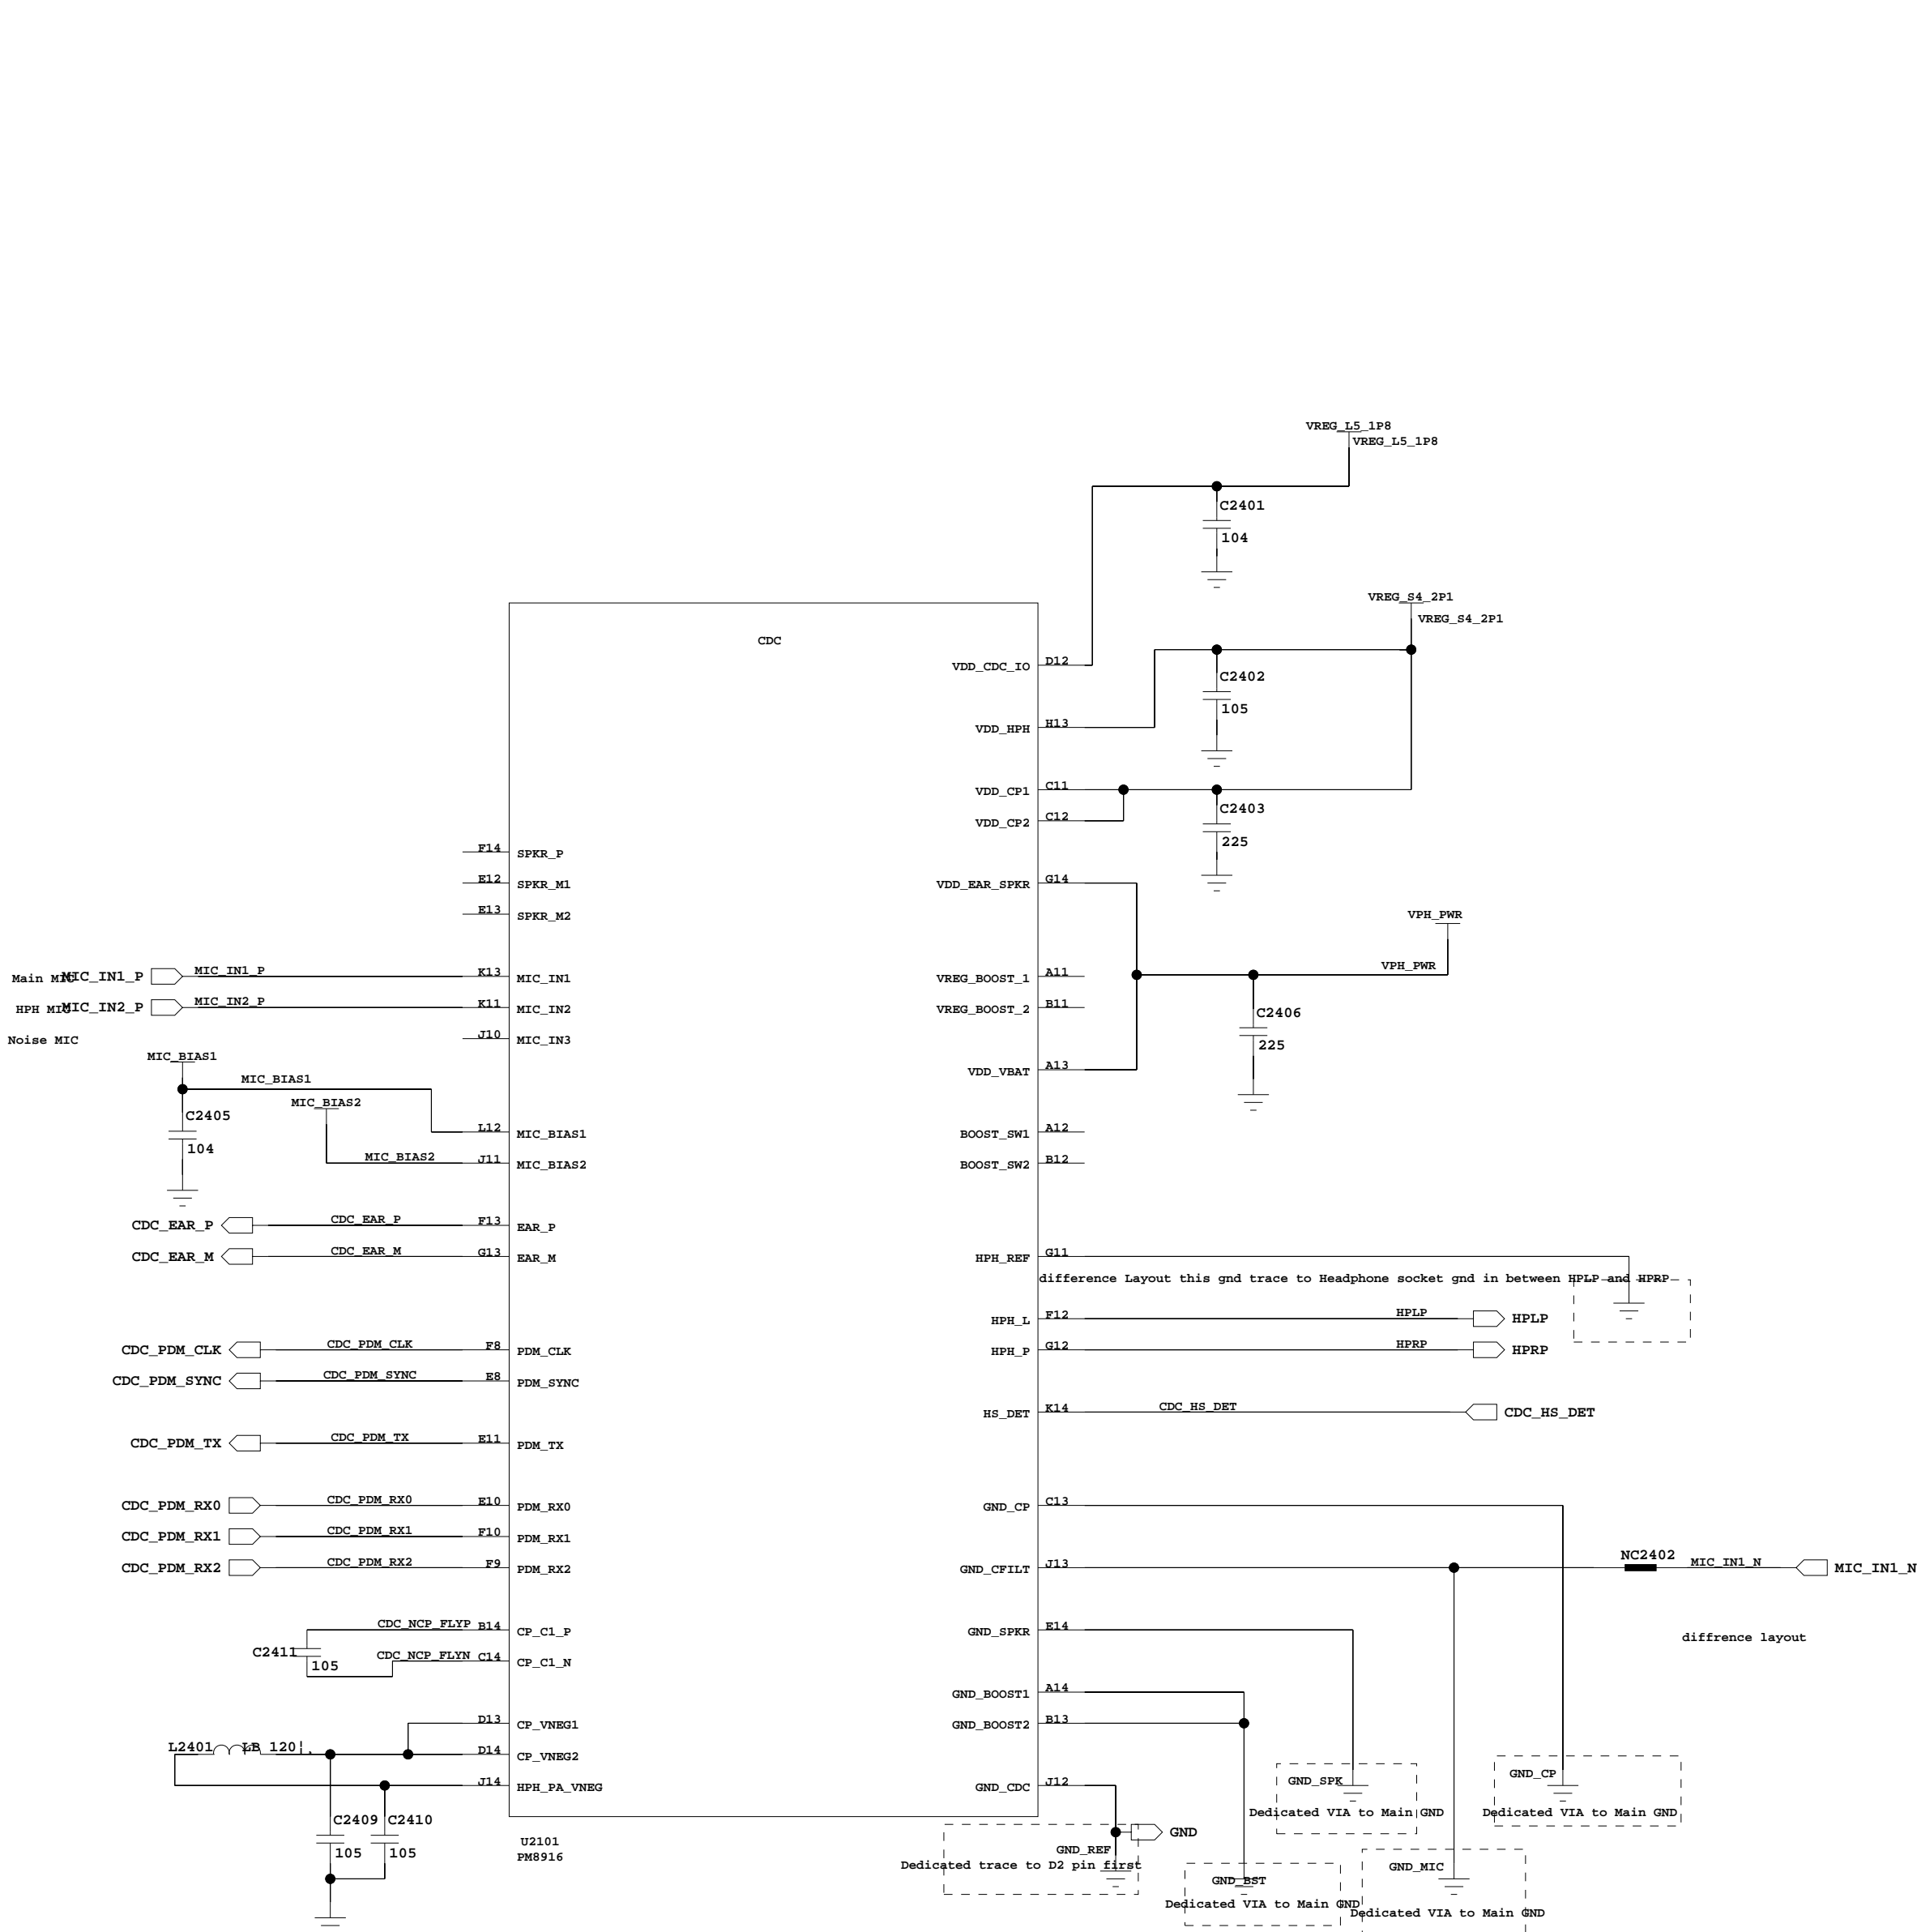 VREG_L5_1P8
VREG_L5_1P8
C2401
104
VREG_S4_2P1
VREG_S4_2P1
CDC
VDD_CDC_IO D12
C2402
105
VDD_HPH H13
VDD_CP1 C11
C2403
VDD_CP2 C12
225
F14 SPKR_P
E12 SPKR_M1
VDD_EAR_SPKR G14
E13 SPKR_M2
VPH_PWR
VPH_PWR
Main MIC MIC_IN1_P MIC_IN1_P K13 MIC_IN1
VREG_BOOST_1 A11
HPH MIC MIC_IN2_P MIC_IN2_P K11 MIC_IN2
VREG_BOOST_2 B11
C2406
225
Noise MIC J10 MIC_IN3
MIC_BIAS1
MIC_BIAS1
VDD_VBAT A13
MIC_BIAS2
C2405
104
L12 MIC_BIAS1
BOOST_SW1 A12
MIC_BIAS2 J11 MIC_BIAS2
BOOST_SW2 B12
CDC_EAR_P CDC_EAR_P F13 EAR_P
CDC_EAR_M CDC_EAR_M G13 EAR_M
HPH_REF G11
difference Layout this gnd trace to Headphone socket gnd in between HPLP and HPRP
HPH_L F12 HPLP HPLP
CDC_PDM_CLK CDC_PDM_CLK F8 PDM_CLK
HPH_P G12 HPRP HPRP
CDC_PDM_SYNC CDC_PDM_SYNC E8 PDM_SYNC
HS_DET K14 CDC_HS_DET CDC_HS_DET
CDC_PDM_TX CDC_PDM_TX E11 PDM_TX
CDC_PDM_RX0 CDC_PDM_RX0 E10 PDM_RX0
GND_CP C13
CDC_PDM_RX1 CDC_PDM_RX1 F10 PDM_RX1
CDC_PDM_RX2 CDC_PDM_RX2 F9 PDM_RX2
GND_CFILT J13 NC2402 MIC_IN1_N MIC_IN1_N
CDC_NCP_FLYP B14 CP_C1_P
GND_SPKR E14
diffrence layout
C2411
105
CDC_NCP_FLYN C14 CP_C1_N
GND_BOOST1 A14
D13 CP_VNEG1
GND_BOOST2 B13
L2401 LB 120
D14 CP_VNEG2
J14 HPH_PA_VNEG
GND_CDC J12
GND_SPK
Dedicated VIA to Main GND
GND_CP
Dedicated VIA to Main GND
C2409 C2410
105 105
U2101
PM8916
GND
GND_REF
Dedicated trace to D2 pin first
GND_BST
Dedicated VIA to Main GND
GND_MIC
Dedicated VIA to Main GND